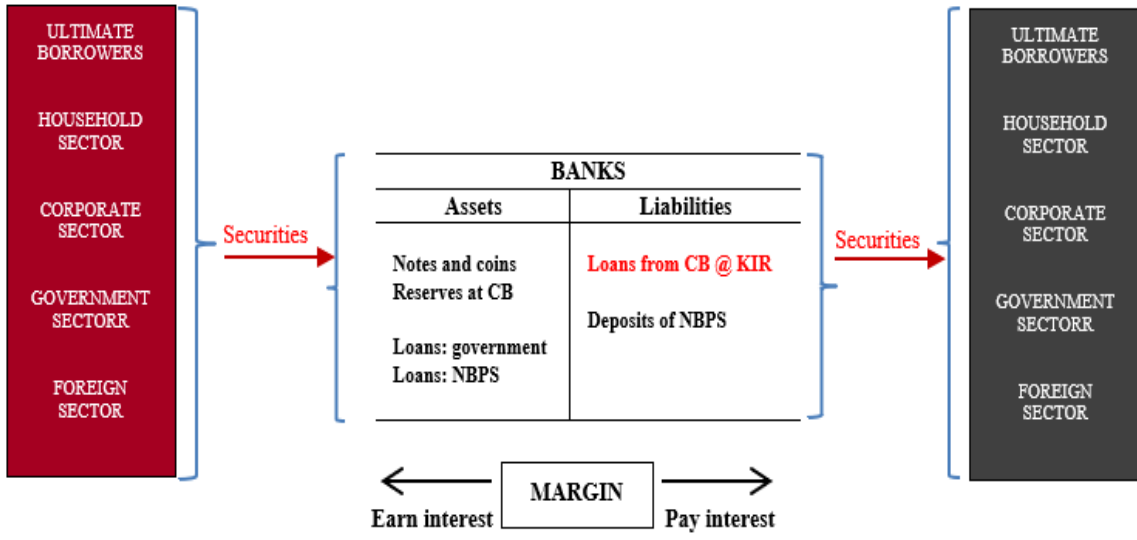 ULTIMATE
BORROWERS
HOUSEHOLD
SECTOR
CORPORATE
SECTOR
GOVERNMENT
SECTORR
FOREIGN
SECTOR
Securities
BANKS
Assets
Liabilities
Notes and coins
Reserves at CB
Loans: government
Loans: NBPS
Loans from CB @ KIR
Deposits of NBPS
Securities
ULTIMATE
BORROWERS
HOUSEHOLD
SECTOR
CORPORATE
SECTOR
GOVERNMENT
SECTORR
FOREIGN
SECTOR
Earn interest
MARGIN
Pay interest